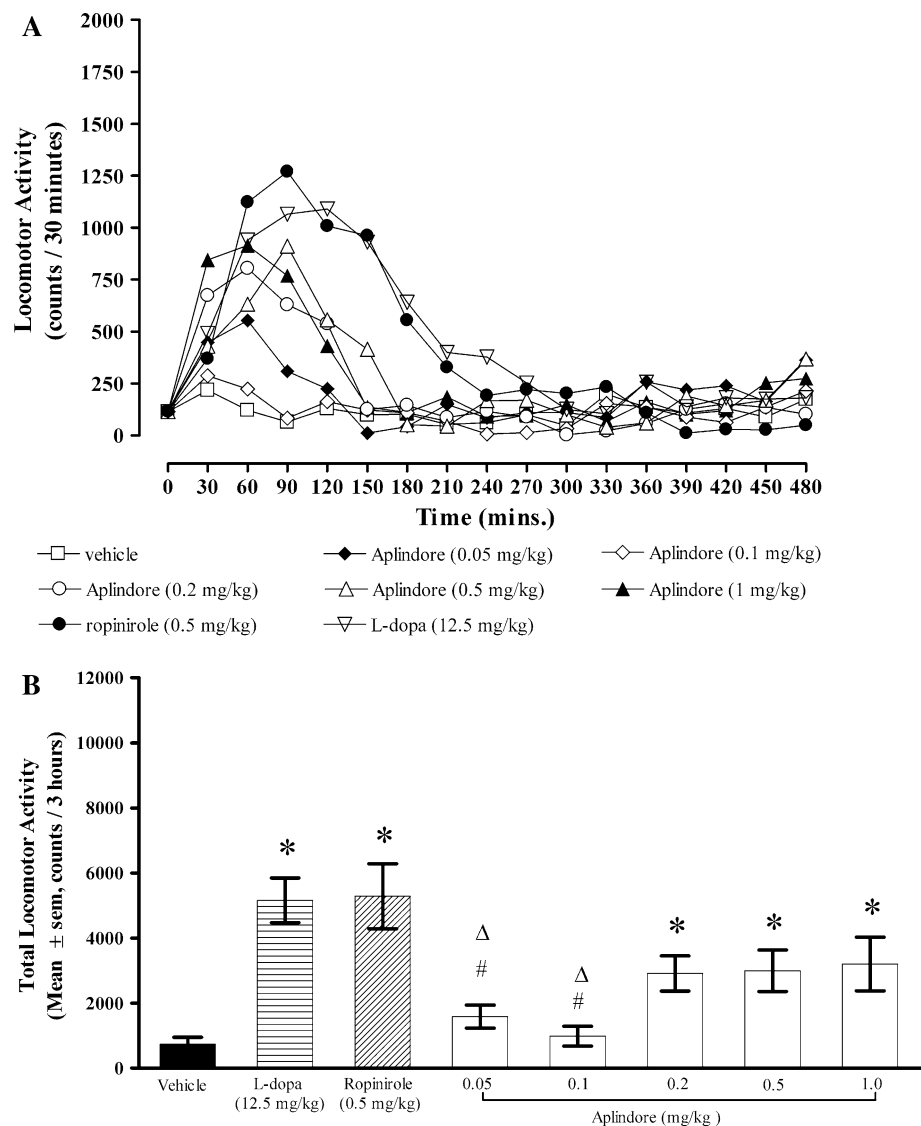 A
2000
1750
1500
1250
1000
750
500
250
0
Locomotor Activity
(counts / 30 minutes)
0 30 60 90 120 150 180 210 240 270 300 330 360 390 420 450 480
Time (mins.)
vehicle Aplindore (0.05 mg/kg) Aplindore (0.1 mg/kg)
Aplindore (0.2 mg/kg) Aplindore (0.5 mg/kg) Aplindore (1 mg/kg)
ropinirole (0.5 mg/kg) L-dopa (12.5 mg/kg)
B
12000
10000
8000
6000
4000
2000
0
Total Locomotor Activity
(Mean ± sem, counts / 3 hours)
* * Δ # Δ # * * *
Vehicle L-dopa Ropinirole 0.05 0.1 0.2 0.5 1.0
(12.5 mg/kg) (0.5 mg/kg)
Aplindore (mg/kg )